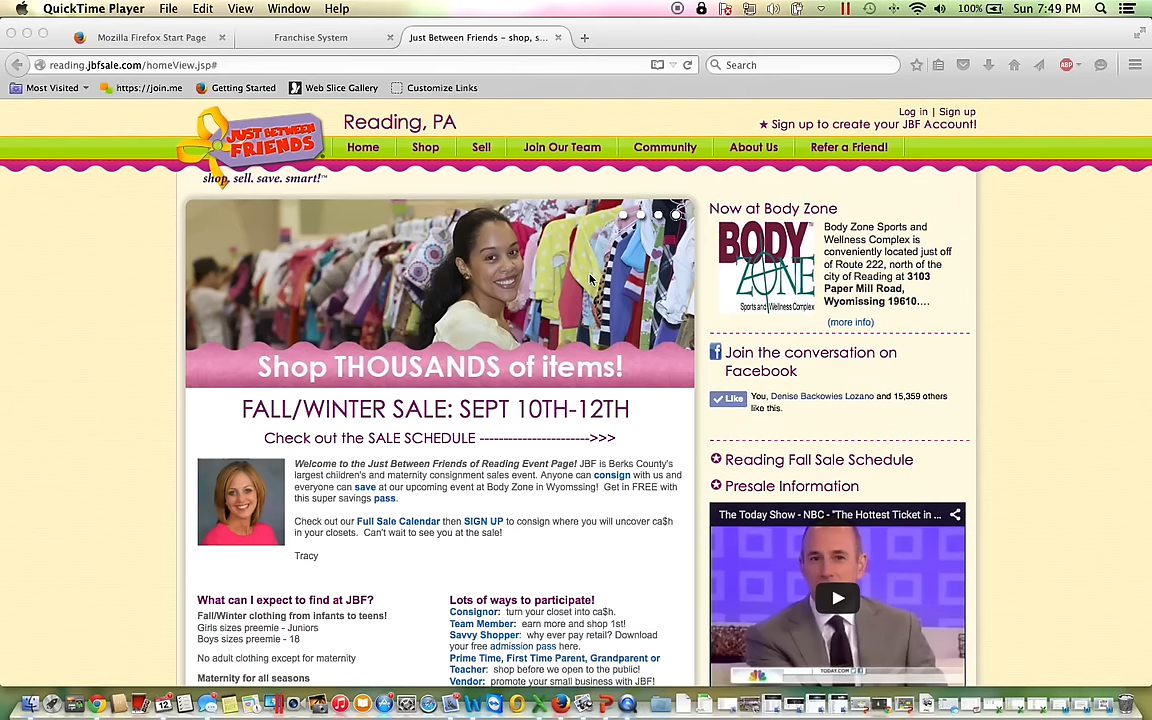 QuickTime Player File Edit View Window Help 100% Sun 7:49 PM
Mozilla Firefox Start Page Franchise System Just Between Friends – shop, s...
reading.jbfsale.com/homeView.jsp# Search
Most Visited https://join.me Getting Started Web Slice Gallery Customize Links
JUST BETWEEN
FRIENDS
shop. sell. save. smart!™
Reading, PA
Log in | Sign up
★ Sign up to create your JBF Account!
Home Shop Sell Join Our Team Community About Us Refer a Friend!
Shop THOUSANDS of items!
FALL/WINTER SALE: SEPT 10TH-12TH
Check out the SALE SCHEDULE ----------------------->>>
Welcome to the Just Between Friends of Reading Event Page! JBF is Berks County's
largest children's and maternity consignment sales event. Anyone can consign with us and
everyone can save at our upcoming event at Body Zone in Wyomssing! Get in FREE with
this super savings pass.
Check out our Full Sale Calendar then SIGN UP to consign where you will uncover ca$h
in your closets. Can't wait to see you at the sale!
Tracy
What can I expect to find at JBF?
Fall/Winter clothing from infants to teens!
Girls sizes preemie - Juniors
Boys sizes preemie - 18
No adult clothing except for maternity
Maternity for all seasons
Lots of ways to participate!
Consignor: turn your closet into ca$h.
Team Member: earn more and shop 1st!
Savvy Shopper: why ever pay retail? Download
your free admission pass here.
Prime Time, First Time Parent, Grandparent or
Teacher: shop before we open to the public!
Vendor: promote your small business with JBF!
Now at Body Zone
BODY
ZONE
Sports and Wellness Complex
Body Zone Sports and
Wellness Complex is
conveniently located just off
of Route 222, north of the
city of Reading at 3103
Paper Mill Road,
Wyomissing 19610....
(more info)
Join the conversation on
Facebook
Like You, Denise Backowies Lozano and 15,359 others
like this.
Reading Fall Sale Schedule
Presale Information
The Today Show - NBC - "The Hottest Ticket in ...
TODAY.COM